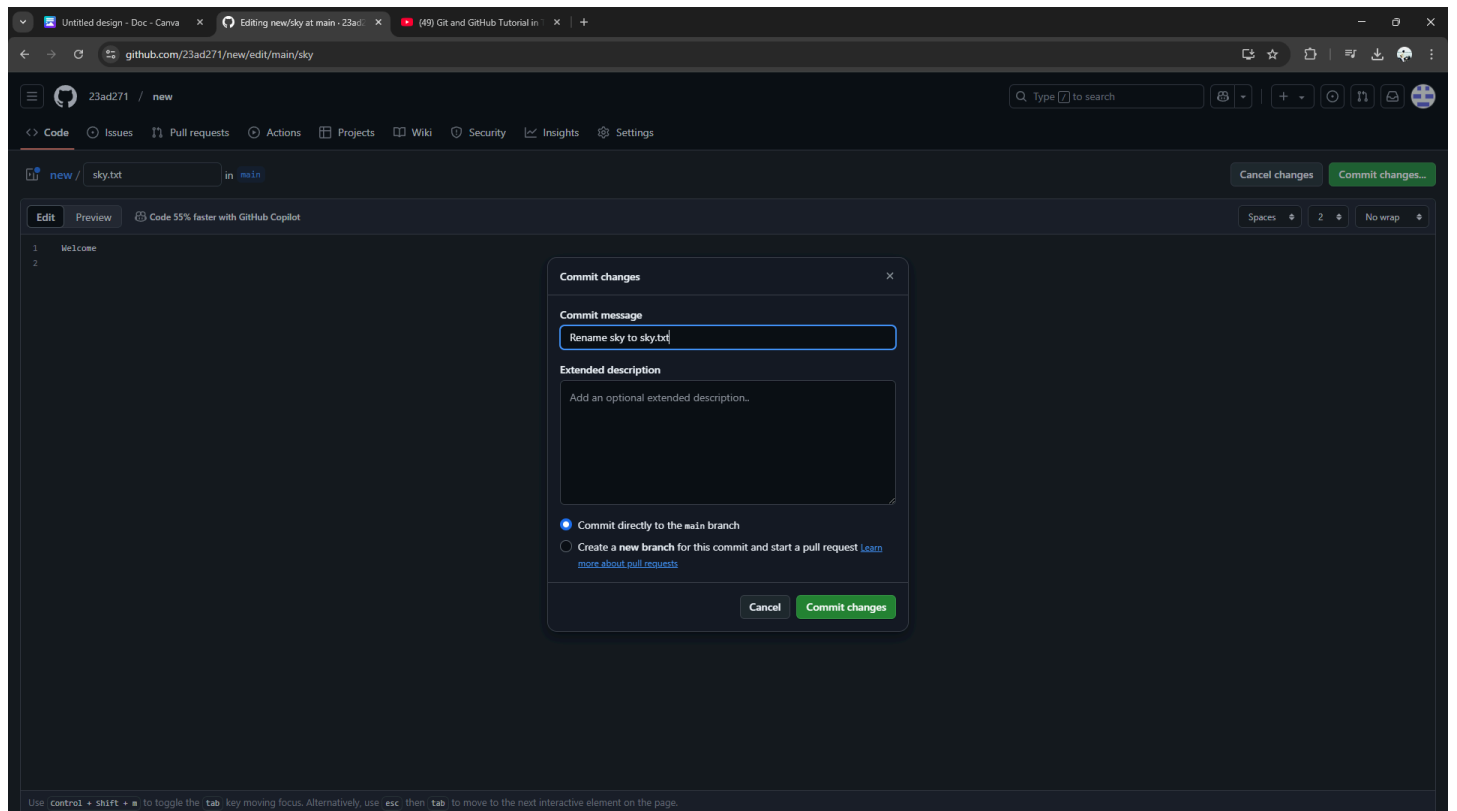 Untitled design - Doc - Canva
Editing new/sky at main · 23ad2
(49) Git and GitHub Tutorial in
github.com/23ad271/new/edit/main/sky
23ad271 / new
Type / to search
Code Issues Pull requests Actions Projects Wiki Security Insights Settings
new / sky.txt in main
Cancel changes Commit changes...
Edit Preview Code 55% faster with GitHub Copilot
Spaces 2 No wrap
1 Welcome
2
Commit changes
Commit message
Rename sky to sky.txt
Extended description
Add an optional extended description..
Commit directly to the main branch
Create a new branch for this commit and start a pull request Learn
more about pull requests
Cancel Commit changes
Use Control + Shift + m to toggle the tab key moving focus. Alternatively, use esc then tab to move to the next interactive element on the page.